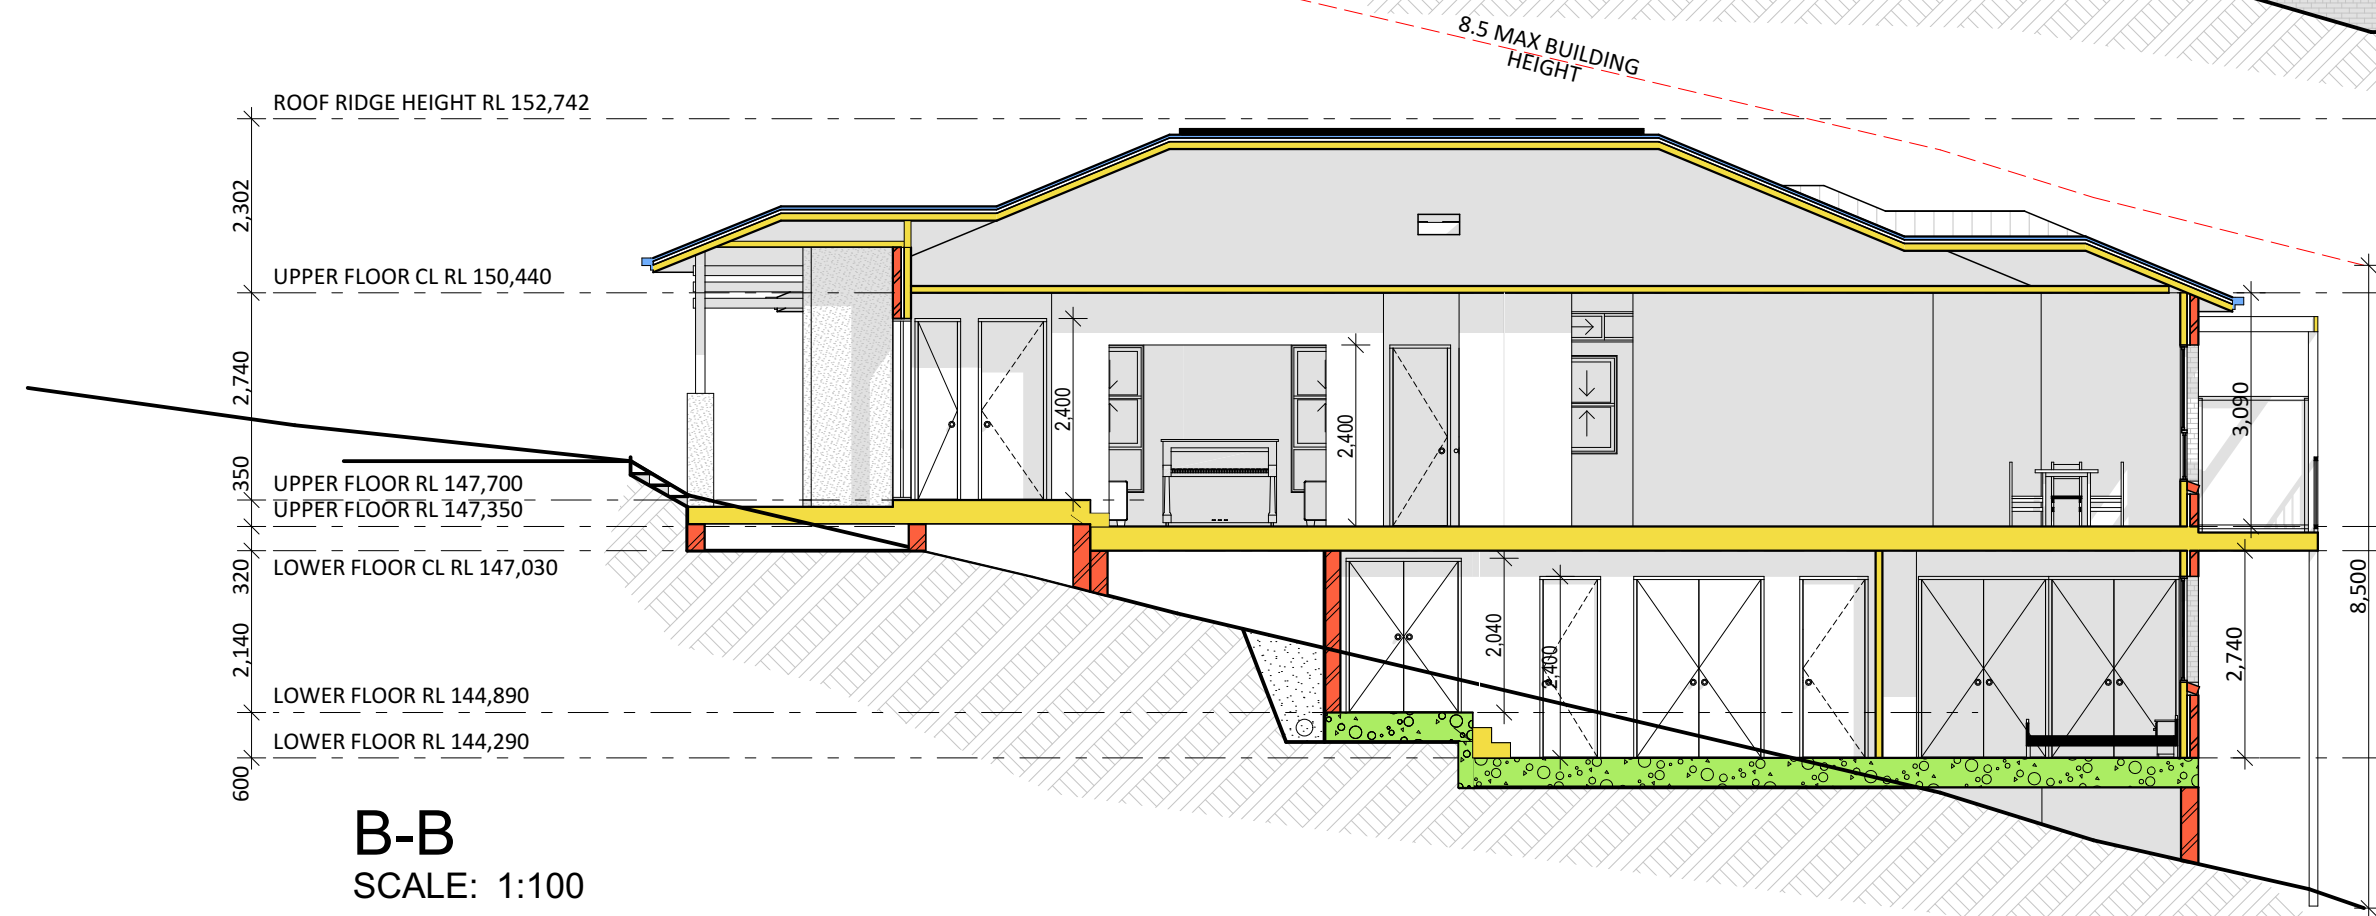 8.5 MAX BUILDING
HEIGHT
ROOF RIDGE HEIGHT RL 152,742
2,302
UPPER FLOOR CL RL 150,440
2,740
2,400
2,400
3,090
350
UPPER FLOOR RL 147,700
UPPER FLOOR RL 147,350
LOWER FLOOR CL RL 147,030
320
8,500
2,140
2,040
2,400
2,740
LOWER FLOOR RL 144,890
LOWER FLOOR RL 144,290
600
B-B
SCALE: 1:100